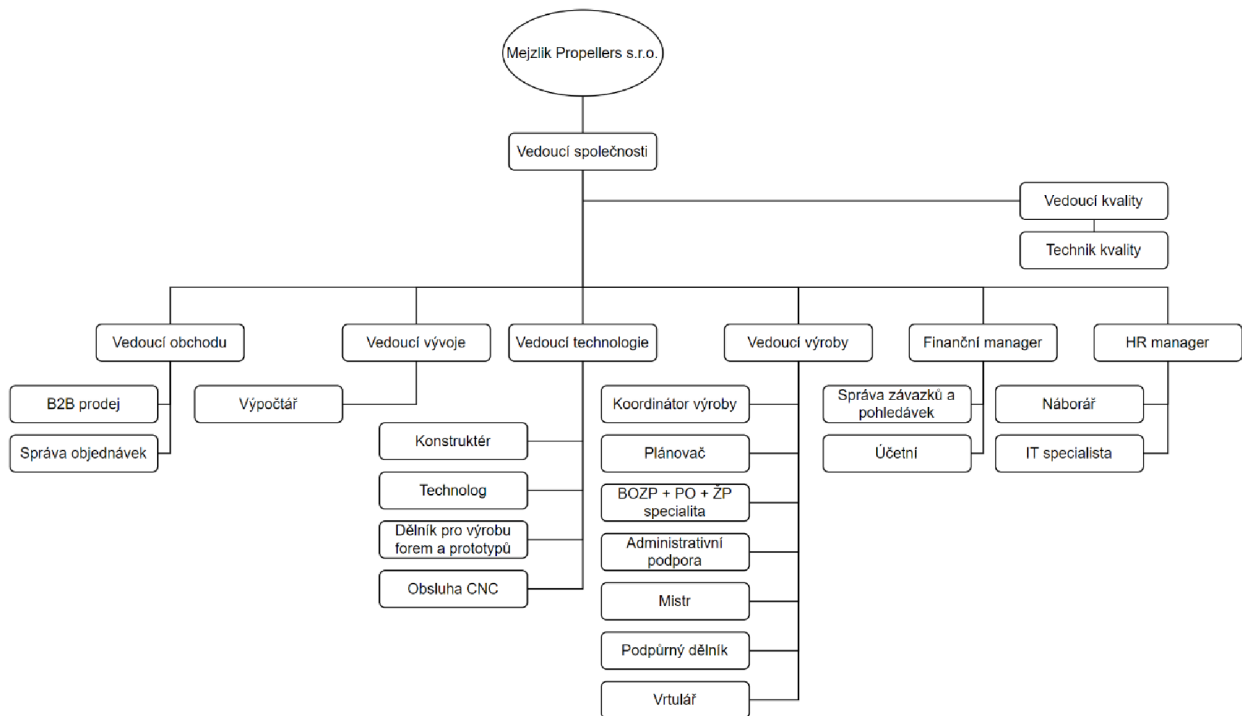 Mejzlik Propellers s.r.o.
Vedoucí společnosti
Vedoucí kvality
Technik kvality
Vedoucí obchodu
Vedoucí vývoje
Vedoucí technologie
Vedoucí výroby
Finanční manager
HR manager
B2B prodej
Správa objednávek
Výpočtář
Konstruktér
Technolog
Dělník pro výrobu
forem a prototypů
Obsluha CNC
Koordinátor výroby
Plánovač
BOZP + PO + ŽP
specialita
Administrativní
podpora
Mistr
Podpůrný dělník
Vrtulář
Správa závazků a
pohledávek
Účetní
Náborář
IT specialista